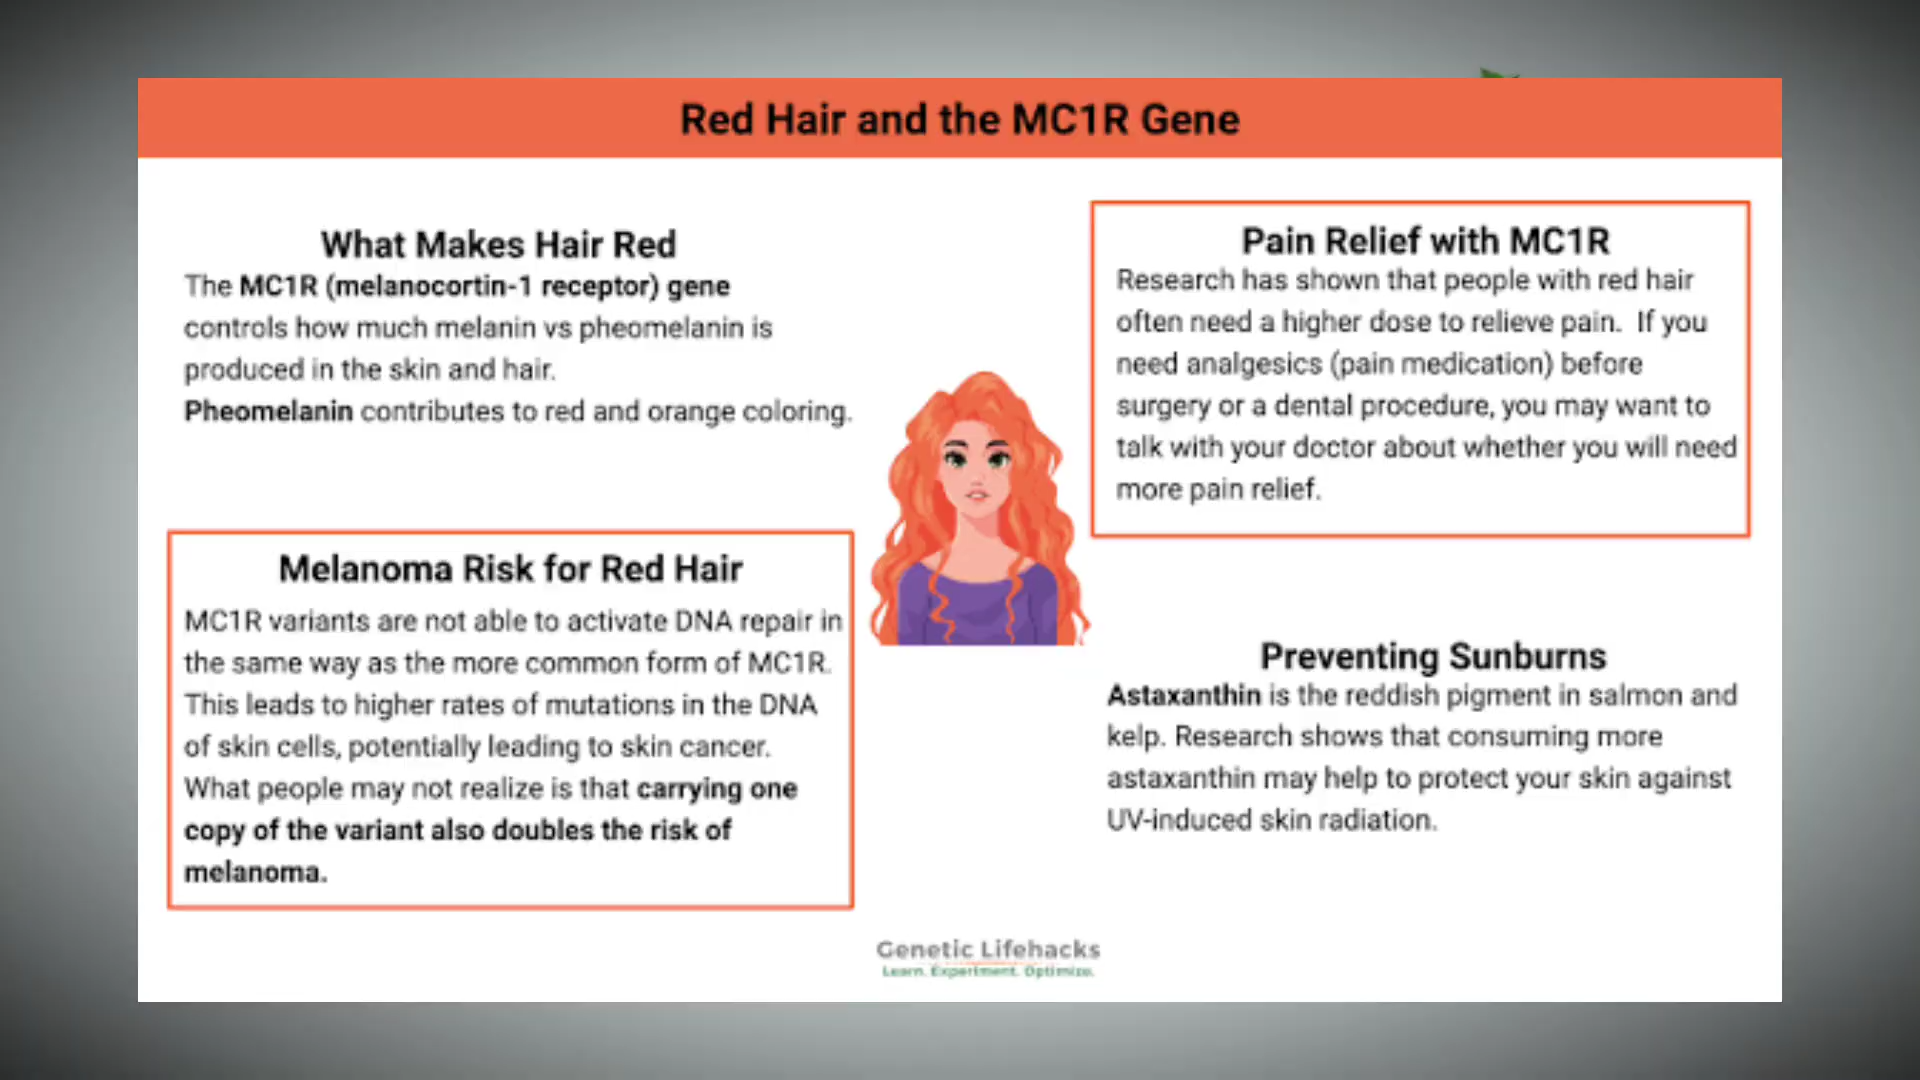 Red Hair and the MC1R Gene
What Makes Hair Red
The MC1R (melanocortin-1 receptor) gene
controls how much melanin vs pheomelanin is
produced in the skin and hair.
Pheomelanin contributes to red and orange coloring.
Melanoma Risk for Red Hair
MC1R variants are not able to activate DNA repair in
the same way as the more common form of MC1R.
This leads to higher rates of mutations in the DNA
of skin cells, potentially leading to skin cancer.
What people may not realize is that carrying one
copy of the variant also doubles the risk of
melanoma.
Pain Relief with MC1R
Research has shown that people with red hair
often need a higher dose to relieve pain. If you
need analgesics (pain medication) before
surgery or a dental procedure, you may want to
talk with your doctor about whether you will need
more pain relief.
Preventing Sunburns
Astaxanthin is the reddish pigment in salmon and
kelp. Research shows that consuming more
astaxanthin may help to protect your skin against
UV-induced skin radiation.
Genetic Lifehacks
Learn. Experiment. Optimize.